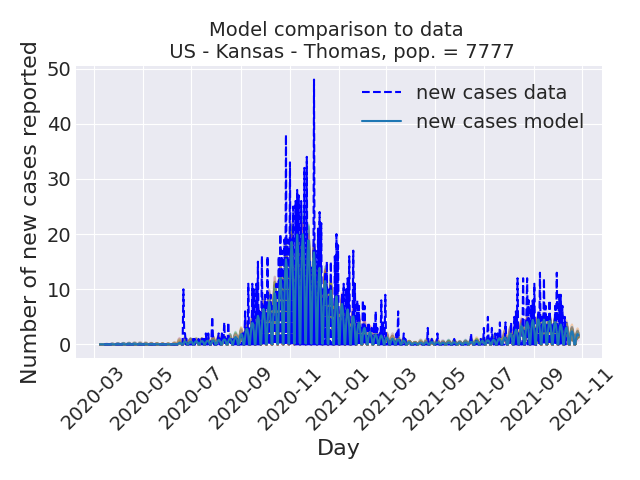 Model comparison to data
US - Kansas - Thomas, pop. = 7777
Number of new cases reported
50
40
30
20
10
0
new cases data
new cases model
2020-03
2020-05
2020-07
2020-09
2020-11
2021-01
2021-03
2021-05
2021-07
2021-09
2021-11
Day